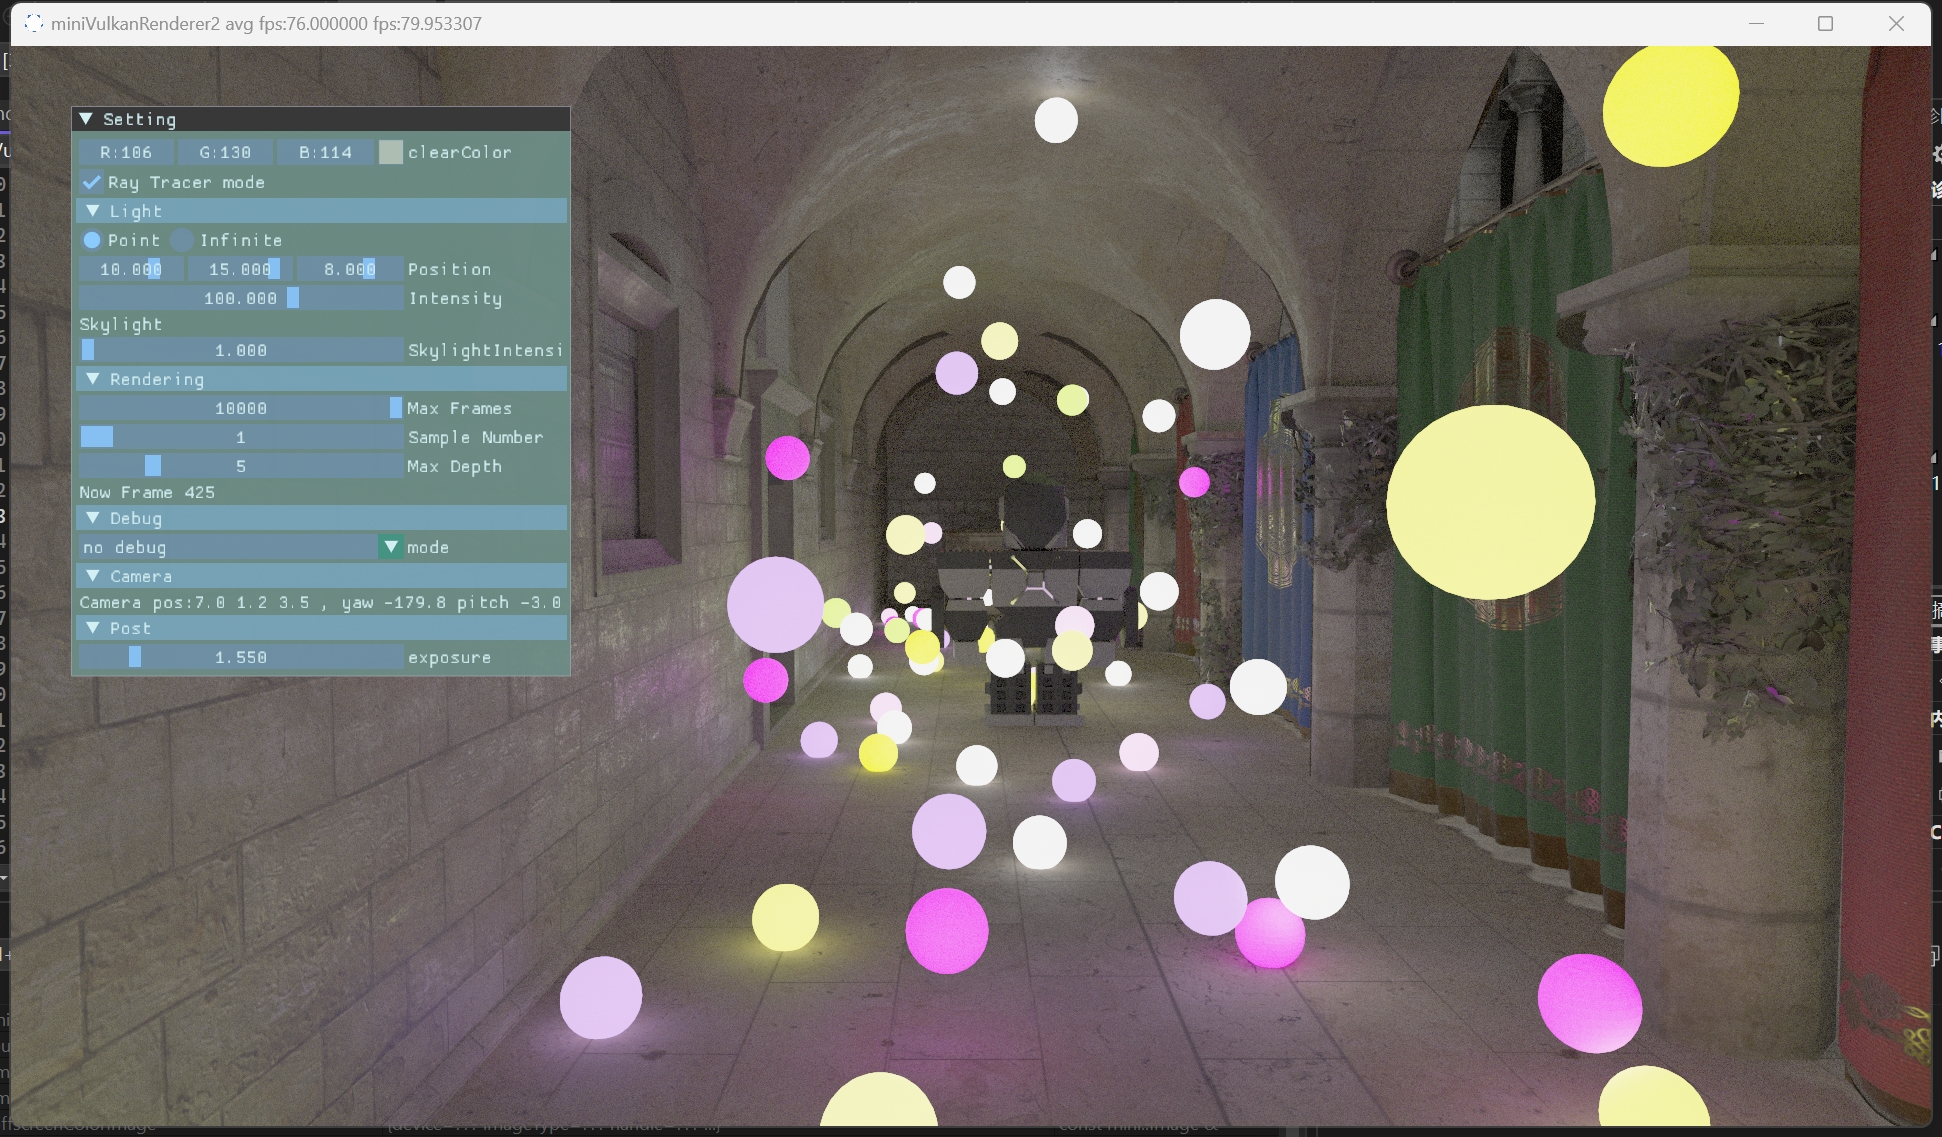 miniVulkanRenderer2 avg fps:76.000000 fps:79.953307
Setting
R:106 G:130 B:114 clearColor
Ray Tracer mode
Light
Point Infinite
10.000 15.000 8.000 Position
100.000 Intensity
Skylight
1.000 SkylightIntensi
Rendering
10000 Max Frames
1 Sample Number
5 Max Depth
Now Frame 425
Debug
no debug mode
Camera
Camera pos:7.0 1.2 3.5 , yaw -179.8 pitch -3.0
Post
1.550 exposure